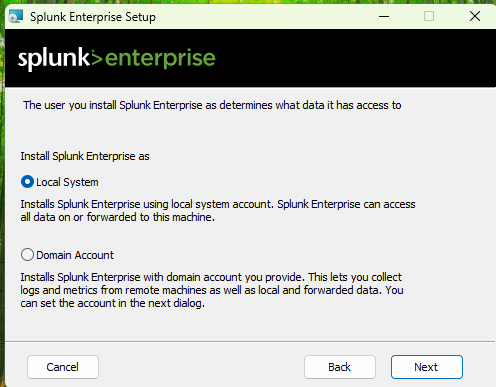 Splunk Enterprise Setup
splunk>enterprise
The user you install Splunk Enterprise as determines what data it has access to
Install Splunk Enterprise as
Local System
Installs Splunk Enterprise using local system account. Splunk Enterprise can access
all data on or forwarded to this machine.
Domain Account
Installs Splunk Enterprise with domain account you provide. This lets you collect
logs and metrics from remote machines as well as local and forwarded data. You
can set the account in the next dialog.
Cancel
Back
Next